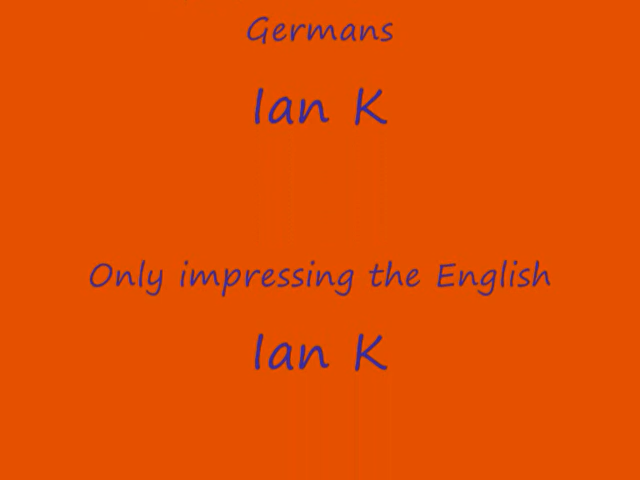 Germans
Ian K
Only impressing the English
Ian K